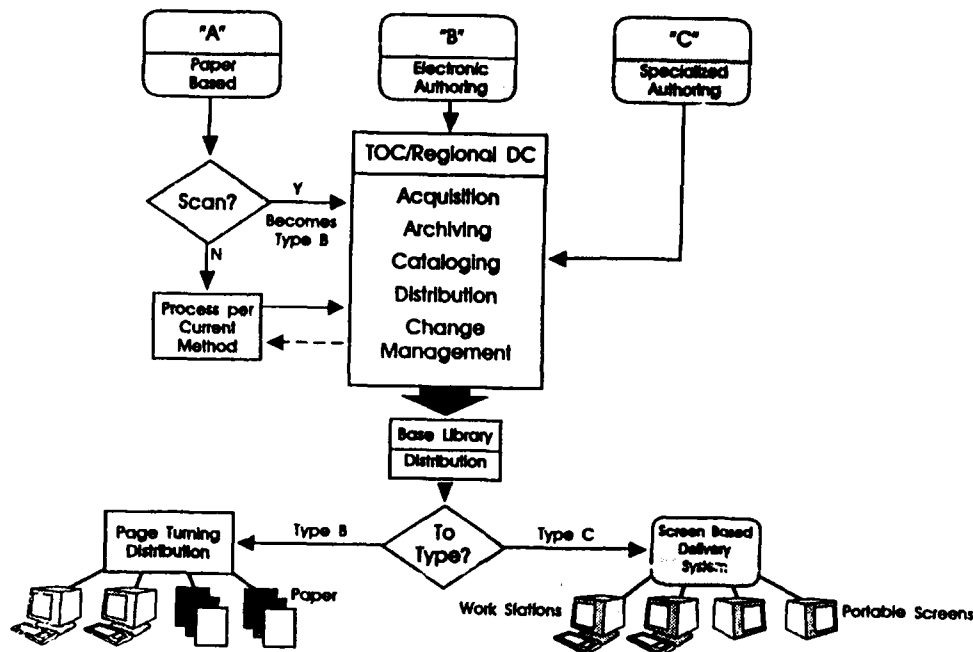 "A"
Paper
Based
"B"
Electronic
Authoring
"C"
Specialized
Authoring
TOC/Regional DC
Acquisition
Archiving
Cataloging
Distribution
Change
Management
Scan?
Y
Becomes
Type B
N
Process per
Current
Method
Base Library
Distribution
To
Type?
Type B
Type C
Page Turning
Distribution
Paper
Screen Based
Delivery
System
Work Stations
Portable Screens